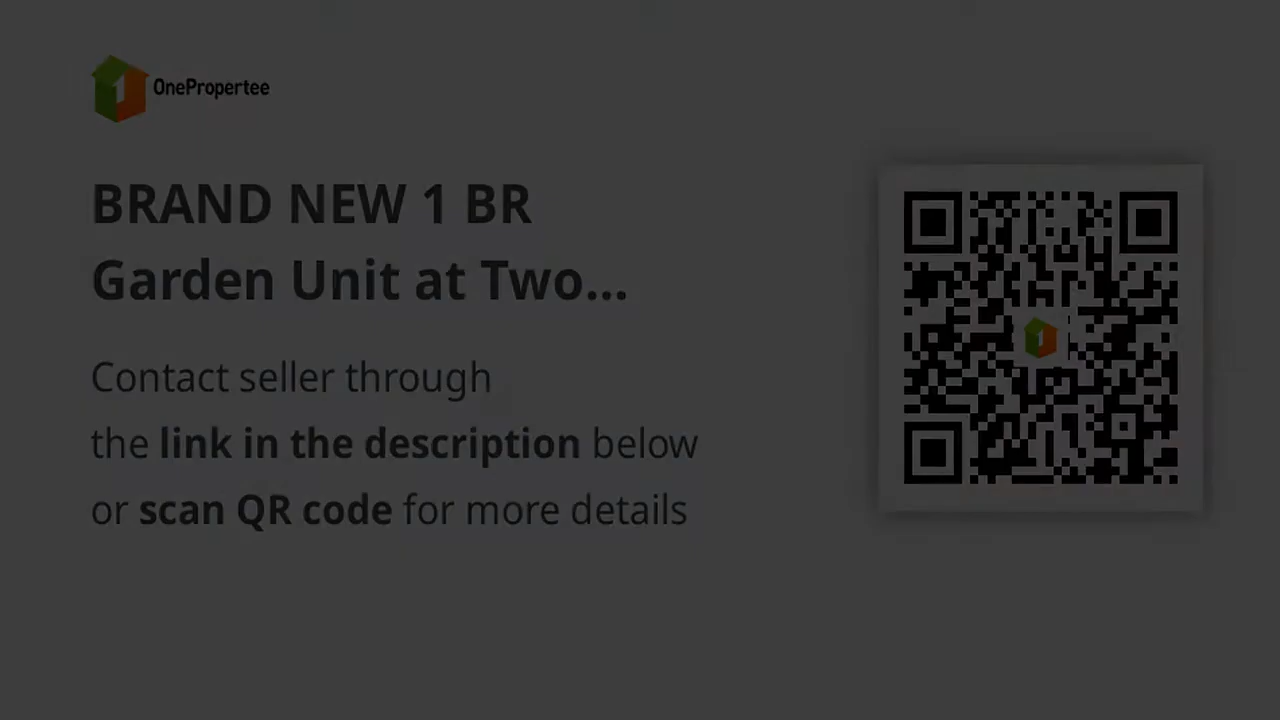 OnePropertee
BRAND NEW 1 BR
Garden Unit at Two...
Contact seller through
the link in the description below
or scan QR code for more details